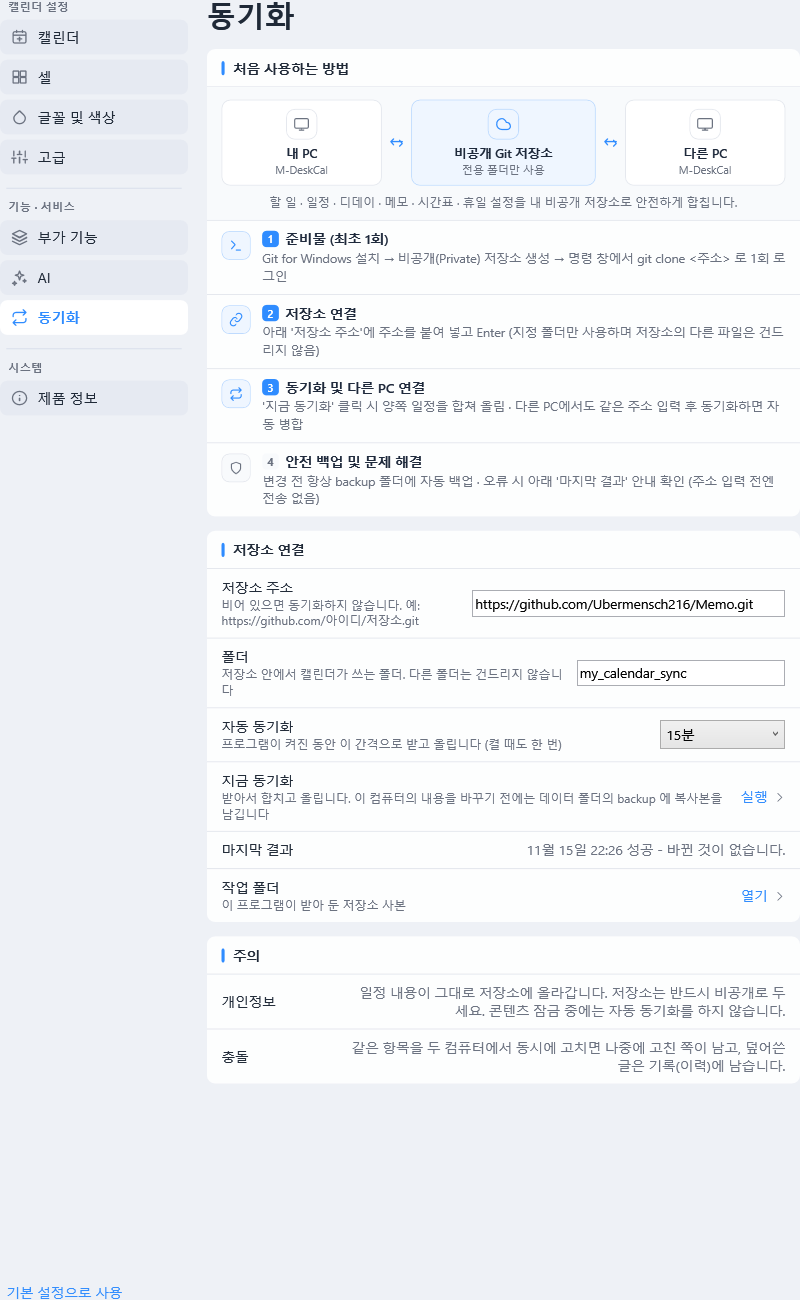 캘린더 설정
캘린더
셀
글꼴 및 색상
고급
기능 · 서비스
부가 기능
AI
동기화
시스템
제품 정보
기본 설정으로 사용
동기화
처음 사용하는 방법
내 PC
M-DeskCal
비공개 Git 저장소
전용 폴더만 사용
다른 PC
M-DeskCal
할 일 · 일정 · 디데이 · 메모 · 시간표 · 휴일 설정을 내 비공개 저장소로 안전하게 합칩니다.
1 준비물 (최초 1회)
Git for Windows 설치 → 비공개(Private) 저장소 생성 → 명령 창에서 git clone <주소> 로 1회 로
그인
2 저장소 연결
아래 '저장소 주소'에 주소를 붙여 넣고 Enter (지정 폴더만 사용하며 저장소의 다른 파일은 건드
리지 않음)
3 동기화 및 다른 PC 연결
'지금 동기화' 클릭 시 양쪽 일정을 합쳐 올림 · 다른 PC에서도 같은 주소 입력 후 동기화하면 자
동 병합
4 안전 백업 및 문제 해결
변경 전 항상 backup 폴더에 자동 백업 · 오류 시 아래 '마지막 결과' 안내 확인 (주소 입력 전엔
전송 없음)
저장소 연결
저장소 주소
비어 있으면 동기화하지 않습니다. 예:
https://github.com/아이디/저장소.git
https://github.com/Ubermensch216/Memo.git
폴더
저장소 안에서 캘린더가 쓰는 폴더. 다른 폴더는 건드리지 않습니
다
my_calendar_sync
자동 동기화
프로그램이 켜진 동안 이 간격으로 받고 올립니다 (켤 때도 한 번)
15분
지금 동기화
받아서 합치고 올립니다. 이 컴퓨터의 내용을 바꾸기 전에는 데이터 폴더의 backup 에 복사본을
남깁니다
실행
마지막 결과
11월 15일 22:26 성공 - 바뀐 것이 없습니다.
작업 폴더
이 프로그램이 받아 둔 저장소 사본
열기
주의
개인정보
일정 내용이 그대로 저장소에 올라갑니다. 저장소는 반드시 비공개로 두
세요. 콘텐츠 잠금 중에는 자동 동기화를 하지 않습니다.
충돌
같은 항목을 두 컴퓨터에서 동시에 고치면 나중에 고친 쪽이 남고, 덮어쓴
글은 기록(이력)에 남습니다.